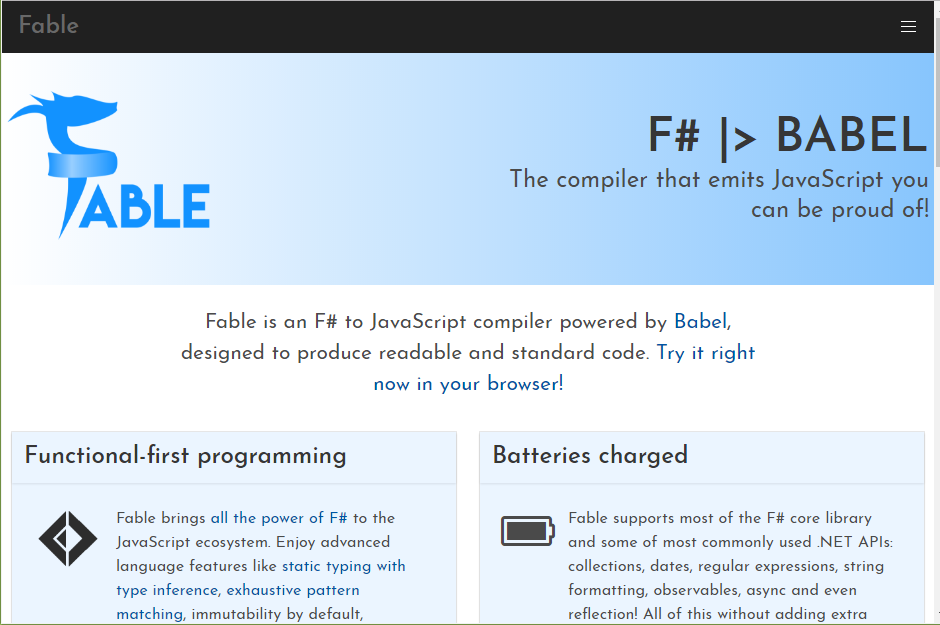 Fable
FABLE
F# |> BABEL
The compiler that emits JavaScript you
can be proud of!
Fable is an F# to JavaScript compiler powered by Babel,
designed to produce readable and standard code. Try it right
now in your browser!
Functional-first programming
Fable brings all the power of F# to the
JavaScript ecosystem. Enjoy advanced
language features like static typing with
type inference, exhaustive pattern
matching, immutability by default,
Batteries charged
Fable supports most of the F# core library
and some of most commonly used .NET APIs:
collections, dates, regular expressions, string
formatting, observables, async and even
reflection! All of this without adding extra